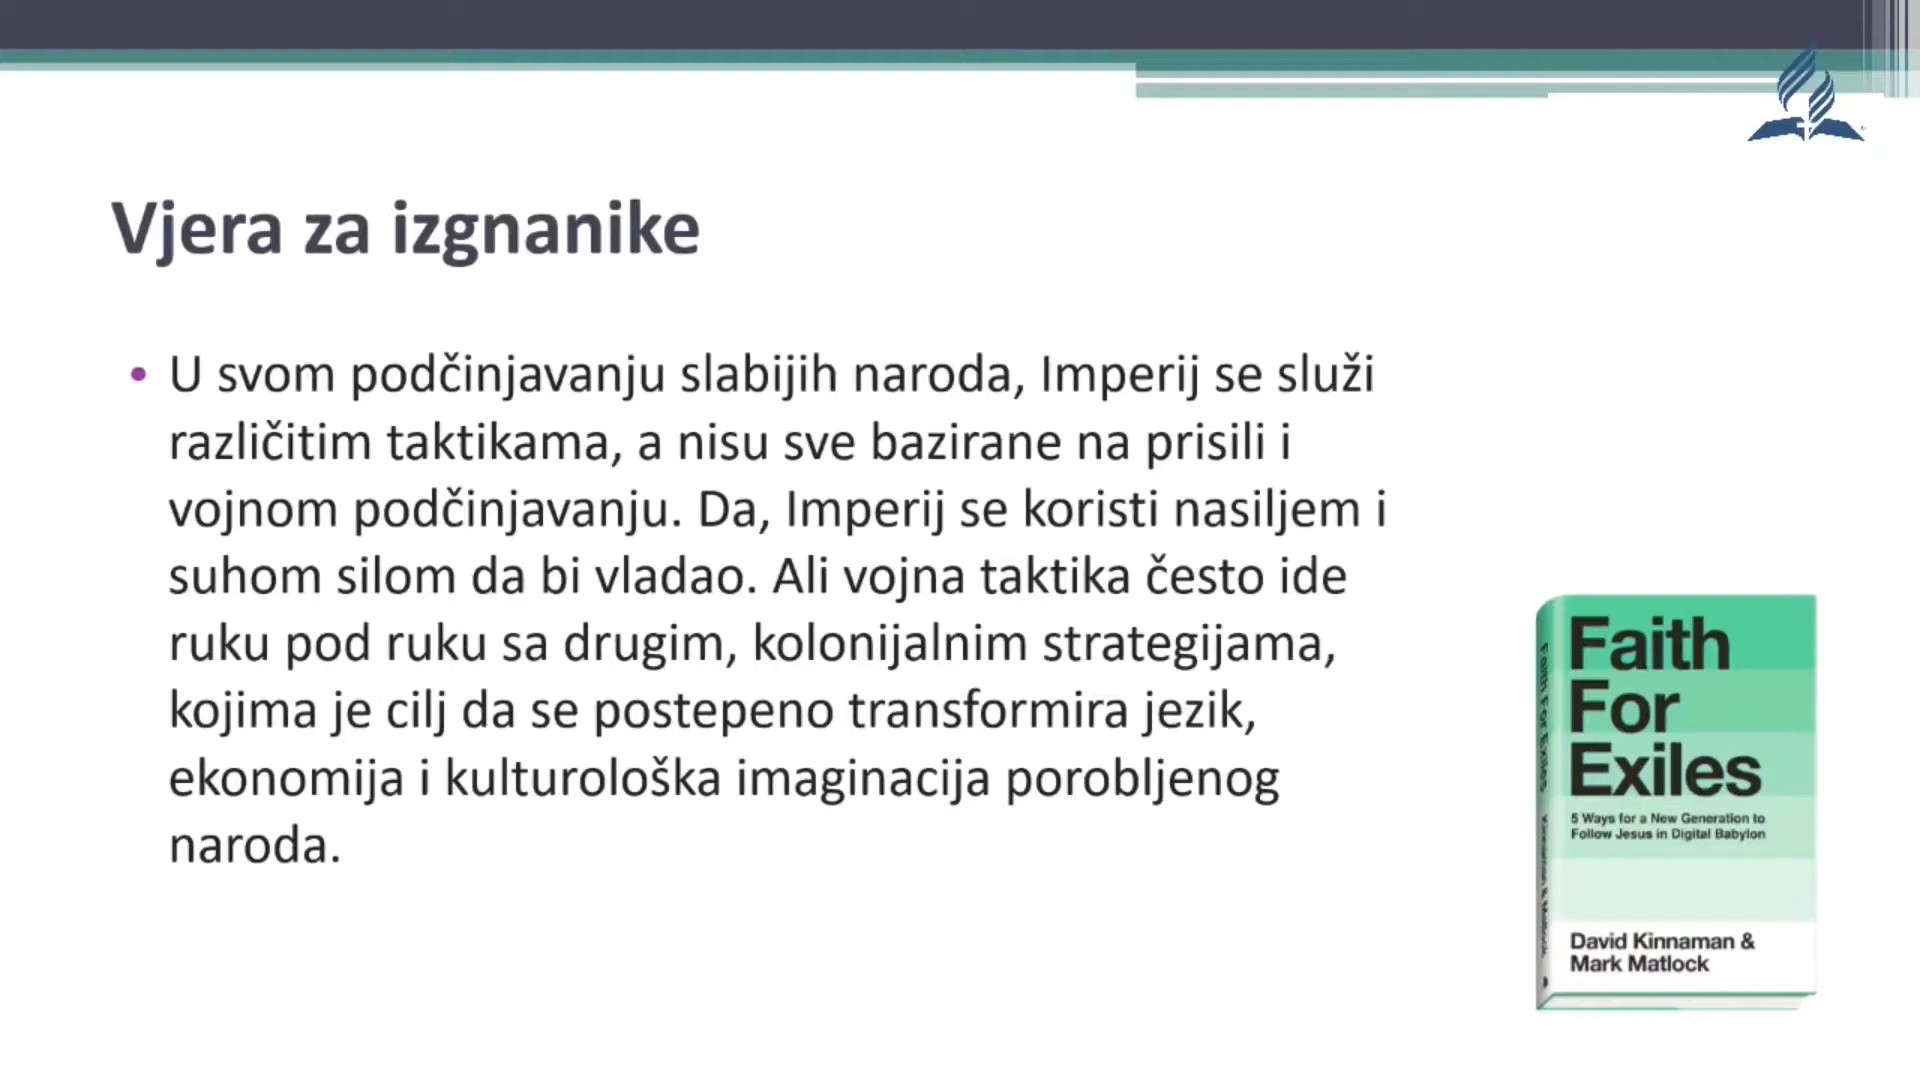 Vjera za izgnanike
• U svom podčinjavanju slabijih naroda, Imperij se služi
različitim taktikama, a nisu sve bazirane na prisili i
vojnom podčinjavanju. Da, Imperij se koristi nasiljem i
suhom silom da bi vladao. Ali vojna taktika često ide
ruku pod ruku sa drugim, kolonijalnim strategijama,
kojima je cilj da se postepeno transformira jezik,
ekonomija i kulturološka imaginacija porobljenog
naroda.
Faith For Exiles
Faith
For
Exiles
5 Ways for a New Generation to
Follow Jesus in Digital Babylon
David Kinnaman &
Mark Matlock